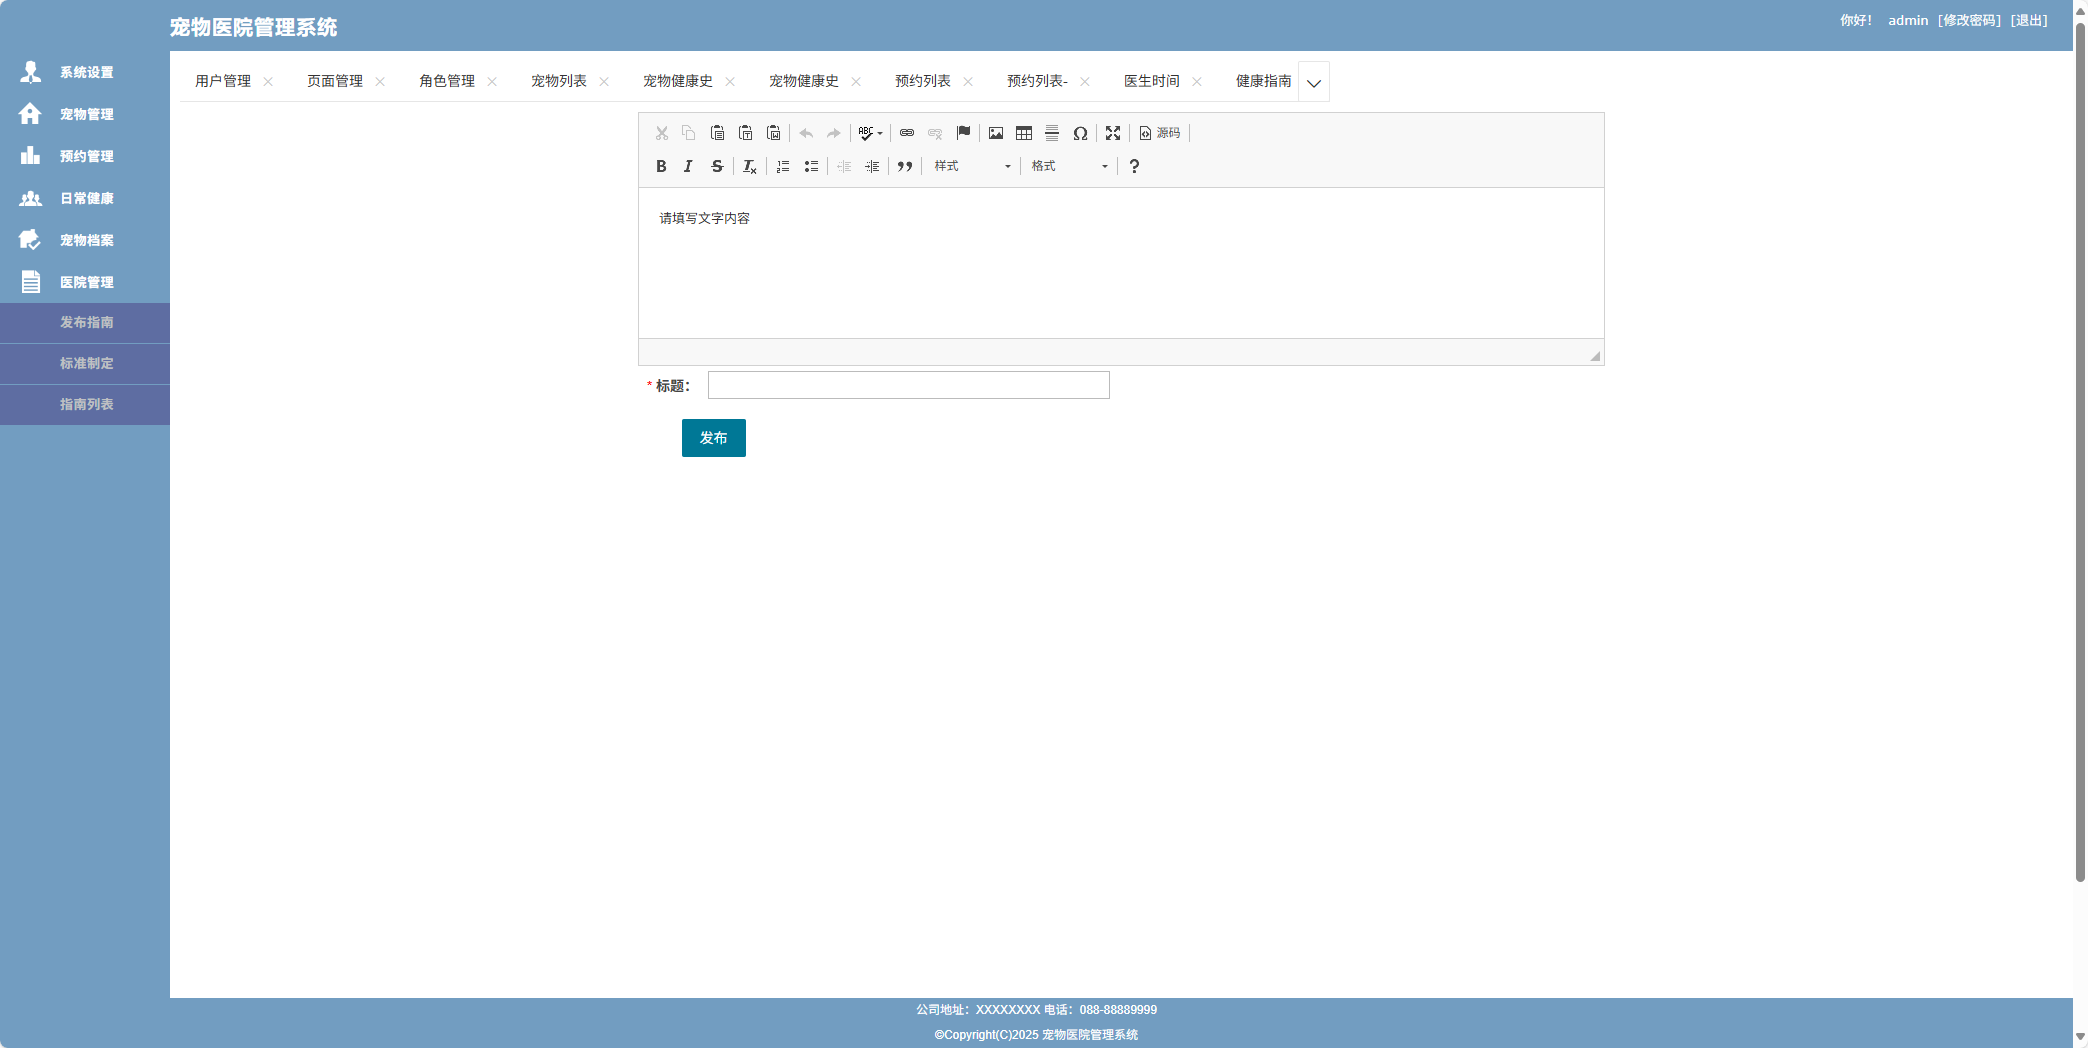 宠物医院管理系统
你好！ admin [修改密码] [退出]
系统设置
宠物管理
预约管理
日常健康
宠物档案
医院管理
发布指南
标准制定
指南列表
用户管理 页面管理 角色管理 宠物列表 宠物健康史 宠物健康史 预约列表 预约列表- 医生时间 健康指南
ABC Ω 源码
B I S Tx 样式 格式 ?
请填写文字内容
* 标题：
发布
公司地址：XXXXXXXX 电话：088-88889999
©Copyright(C)2025 宠物医院管理系统